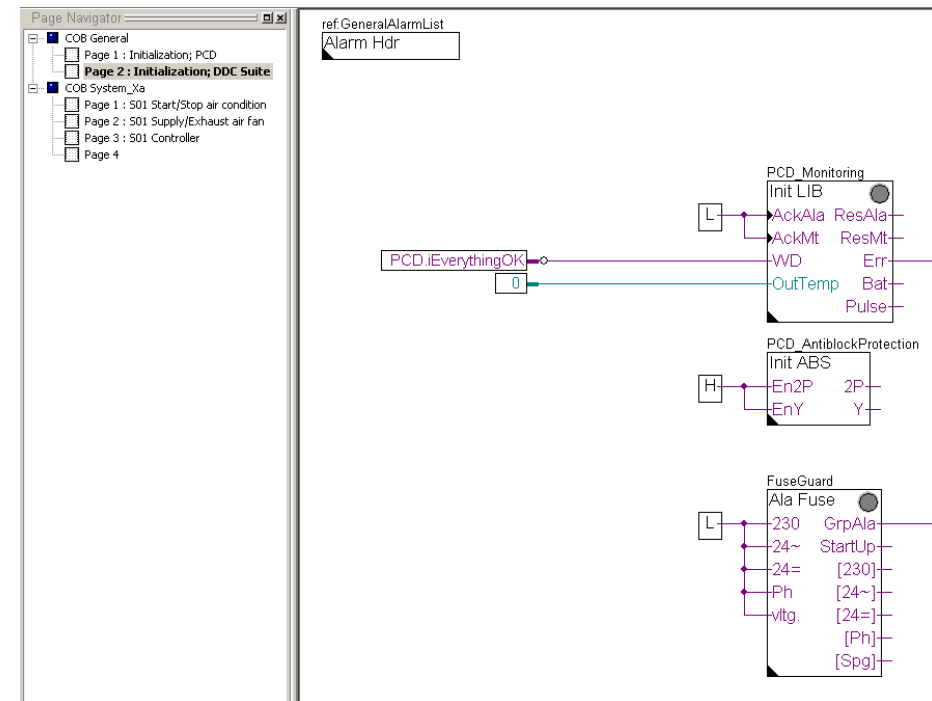 Page Navigator
COB General
Page 1 : Initialization; PCD
Page 2 : Initialization; DDC Suite
COB System_Xa
Page 1 : S01 Start/Stop air condition
Page 2 : S01 Supply/Exhaust air fan
Page 3 : S01 Controller
Page 4
ref:GeneralAlarmList
Alarm Hdr
PCD_Monitoring
Init LIB
L AckAla ResAla
AckMt ResMt
PCD.iEverythingOK WD Err
0 OutTemp Bat
Pulse
PCD_AntiblockProtection
Init ABS
H En2P 2P
EnY Y
FuseGuard
Ala Fuse
L 230 GrpAla
24~ StartUp
24= [230]
Ph [24~]
vltg. [24=]
[Ph]
[Spg]